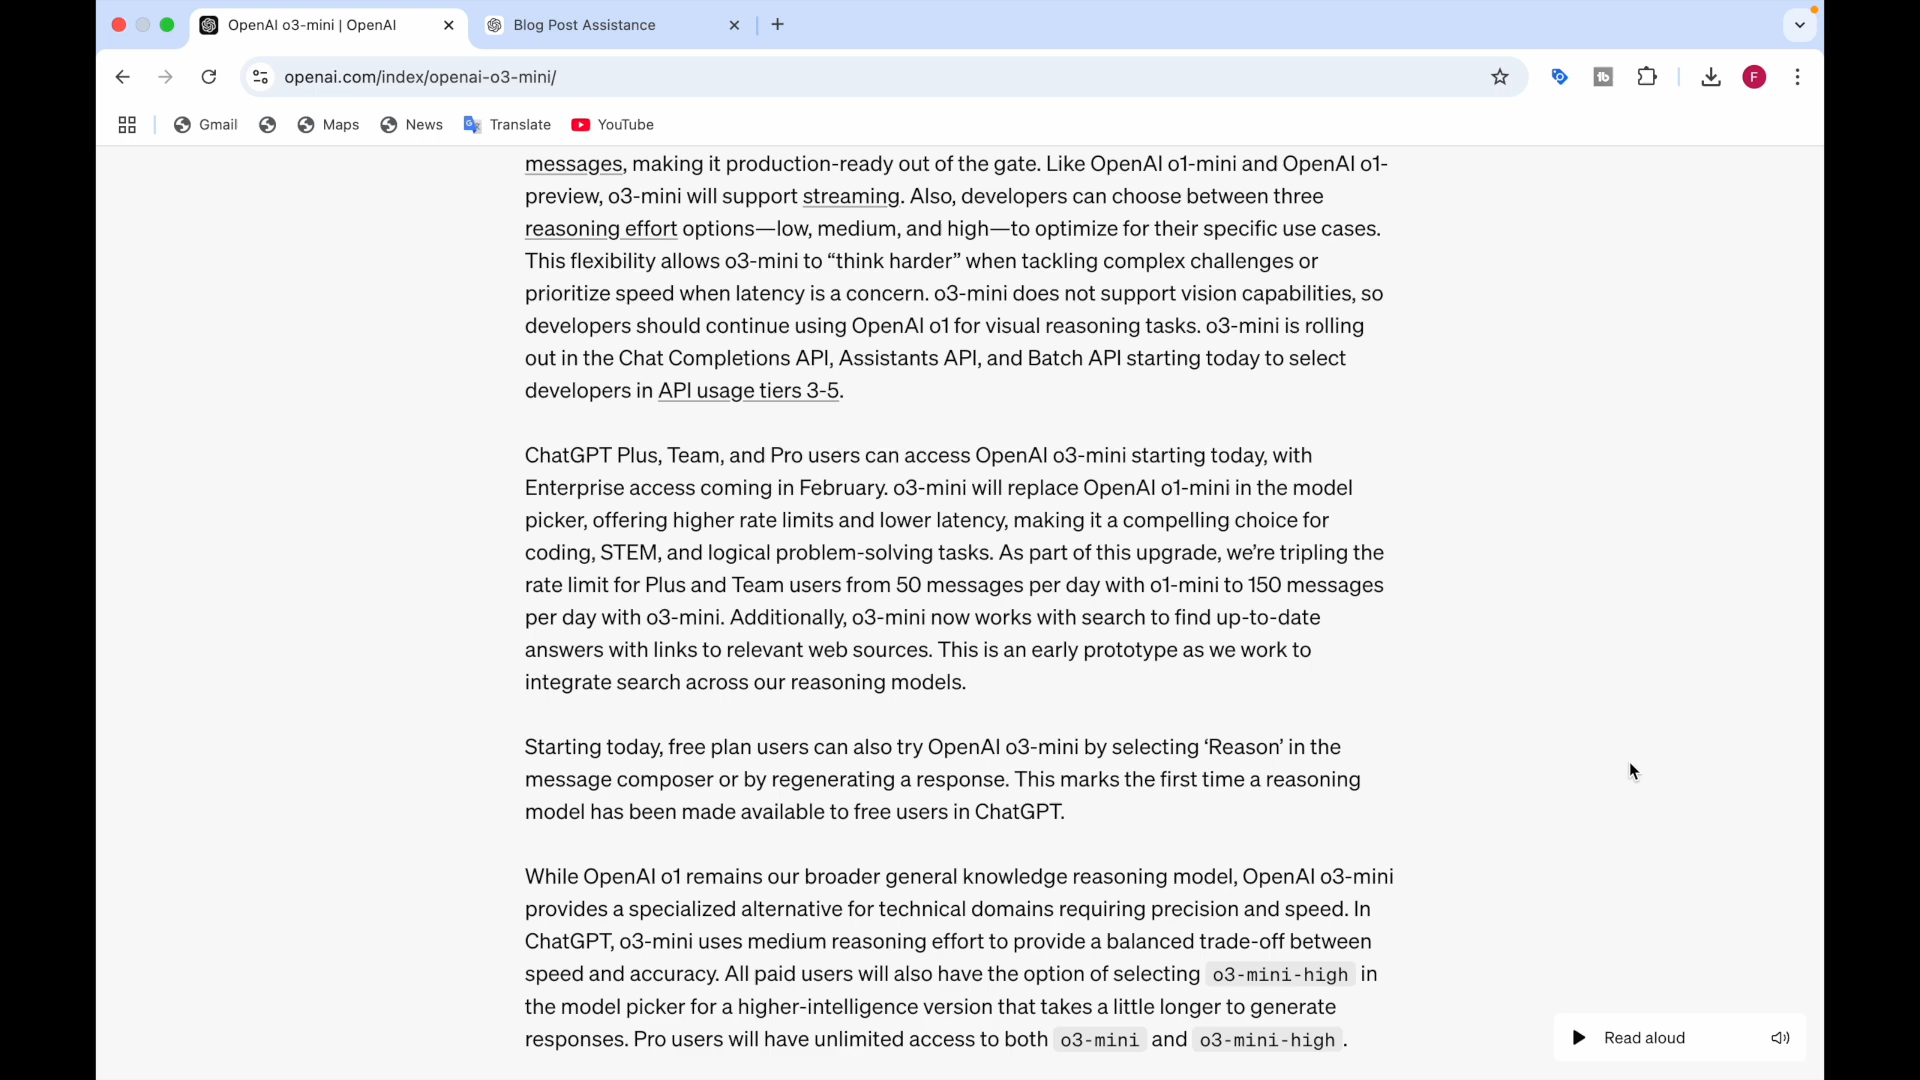 OpenAI o3-mini | OpenAI
Blog Post Assistance
openai.com/index/openai-o3-mini/
F
Gmail
Maps
News
Translate
YouTube
messages, making it production-ready out of the gate. Like OpenAI o1-mini and OpenAI o1-
preview, o3-mini will support streaming. Also, developers can choose between three
reasoning effort options—low, medium, and high—to optimize for their specific use cases.
This flexibility allows o3-mini to “think harder” when tackling complex challenges or
prioritize speed when latency is a concern. o3-mini does not support vision capabilities, so
developers should continue using OpenAI o1 for visual reasoning tasks. o3-mini is rolling
out in the Chat Completions API, Assistants API, and Batch API starting today to select
developers in API usage tiers 3-5.
ChatGPT Plus, Team, and Pro users can access OpenAI o3-mini starting today, with
Enterprise access coming in February. o3-mini will replace OpenAI o1-mini in the model
picker, offering higher rate limits and lower latency, making it a compelling choice for
coding, STEM, and logical problem-solving tasks. As part of this upgrade, we’re tripling the
rate limit for Plus and Team users from 50 messages per day with o1-mini to 150 messages
per day with o3-mini. Additionally, o3-mini now works with search to find up-to-date
answers with links to relevant web sources. This is an early prototype as we work to
integrate search across our reasoning models.
Starting today, free plan users can also try OpenAI o3-mini by selecting ‘Reason’ in the
message composer or by regenerating a response. This marks the first time a reasoning
model has been made available to free users in ChatGPT.
While OpenAI o1 remains our broader general knowledge reasoning model, OpenAI o3-mini
provides a specialized alternative for technical domains requiring precision and speed. In
ChatGPT, o3-mini uses medium reasoning effort to provide a balanced trade-off between
speed and accuracy. All paid users will also have the option of selecting o3-mini-high in
the model picker for a higher-intelligence version that takes a little longer to generate
responses. Pro users will have unlimited access to both o3-mini and o3-mini-high.
Read aloud